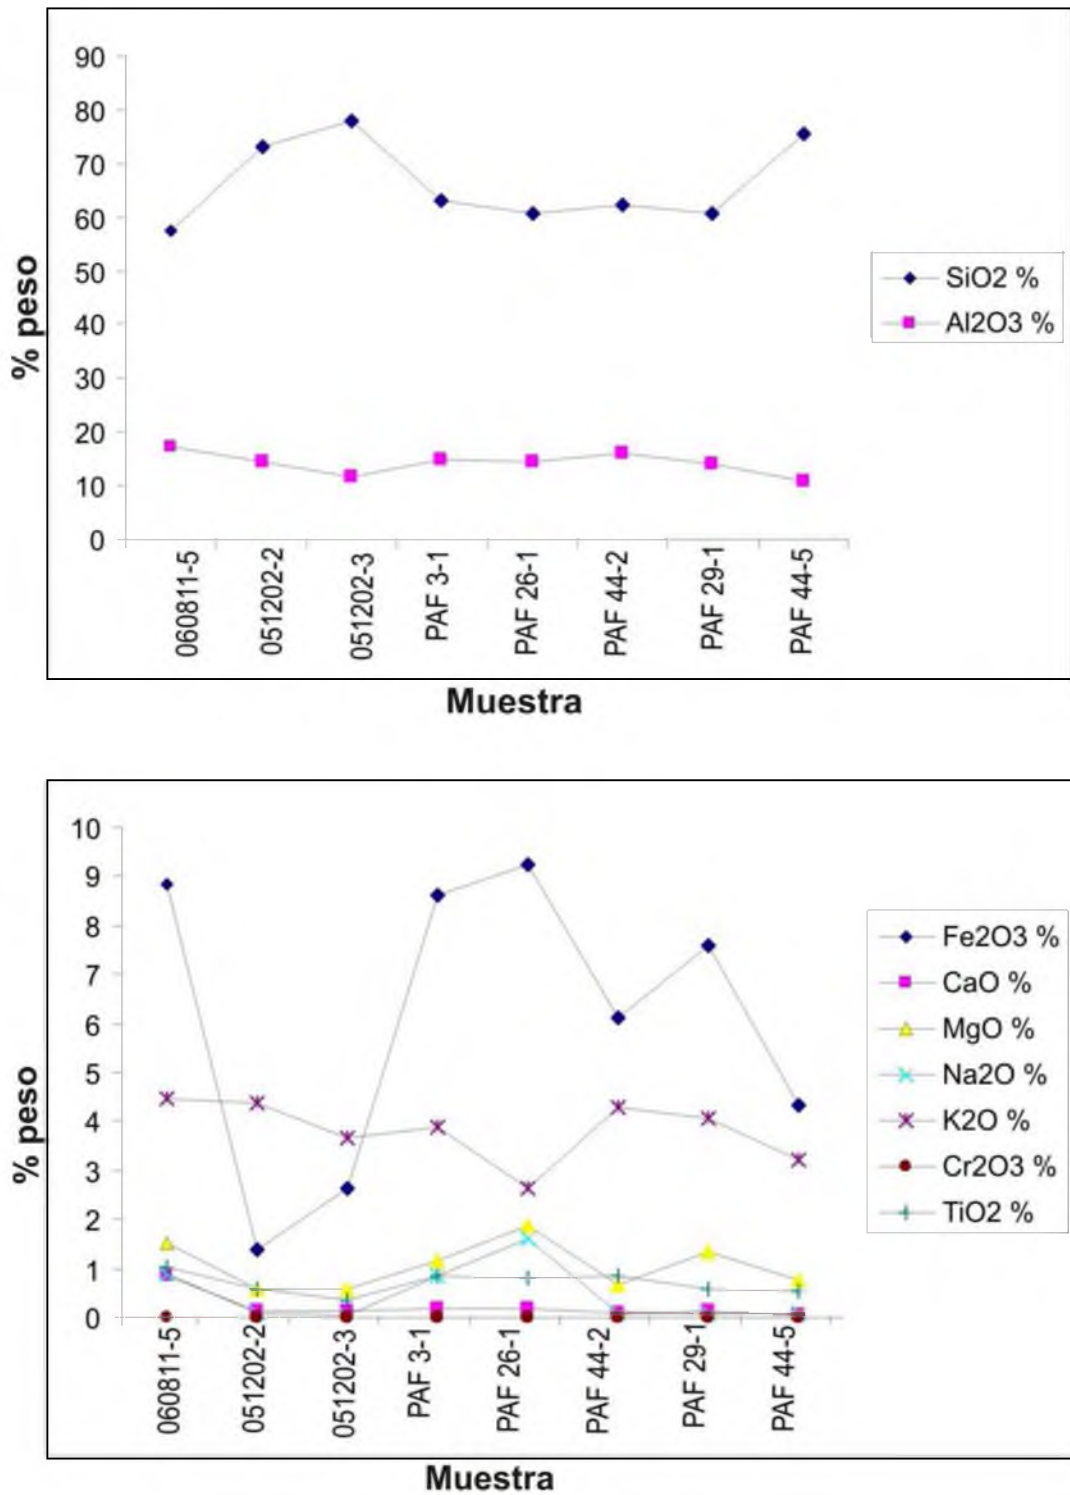 90
80
70
60
50
40
30
20
10
0
% peso
060811-5
051202-2
051202-3
PAF 3-1
PAF 26-1
PAF 44-2
PAF 29-1
PAF 44-5
Muestra
SiO2 %
Al2O3 %
10
9
8
7
6
5
4
3
2
1
0
% peso
060811-5
051202-2
051202-3
PAF 3-1
PAF 26-1
PAF 44-2
PAF 29-1
PAF 44-5
Muestra
Fe2O3 %
CaO %
MgO %
Na2O %
K2O %
Cr2O3 %
TiO2 %